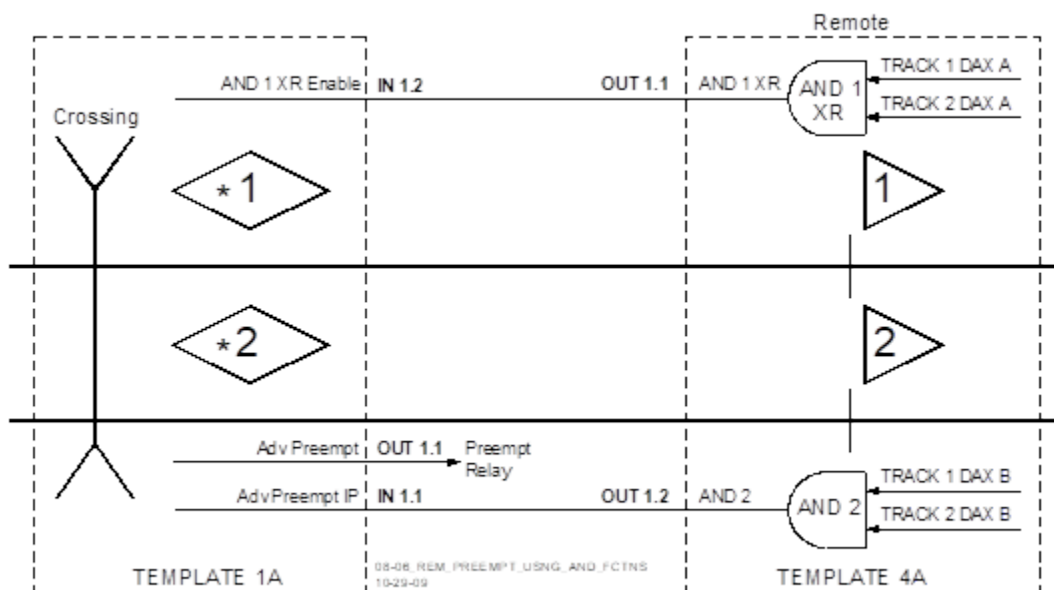 Remote
TRACK 1 DAX A
AND 1 XR Enable IN 1.2 OUT 1.1 AND 1 XR AND 1
XR
TRACK 2 DAX A
Crossing
* 1 1
* 2 2
Adv Preempt OUT 1.1 Preempt
Relay
TRACK 1 DAX B
Adv Preempt IP IN 1.1 OUT 1.2 AND 2 AND 2
TRACK 2 DAX B
TEMPLATE 1A 08-06_REM_PREEMPT_USNG_AND_FCTNS
10-29-09 TEMPLATE 4A